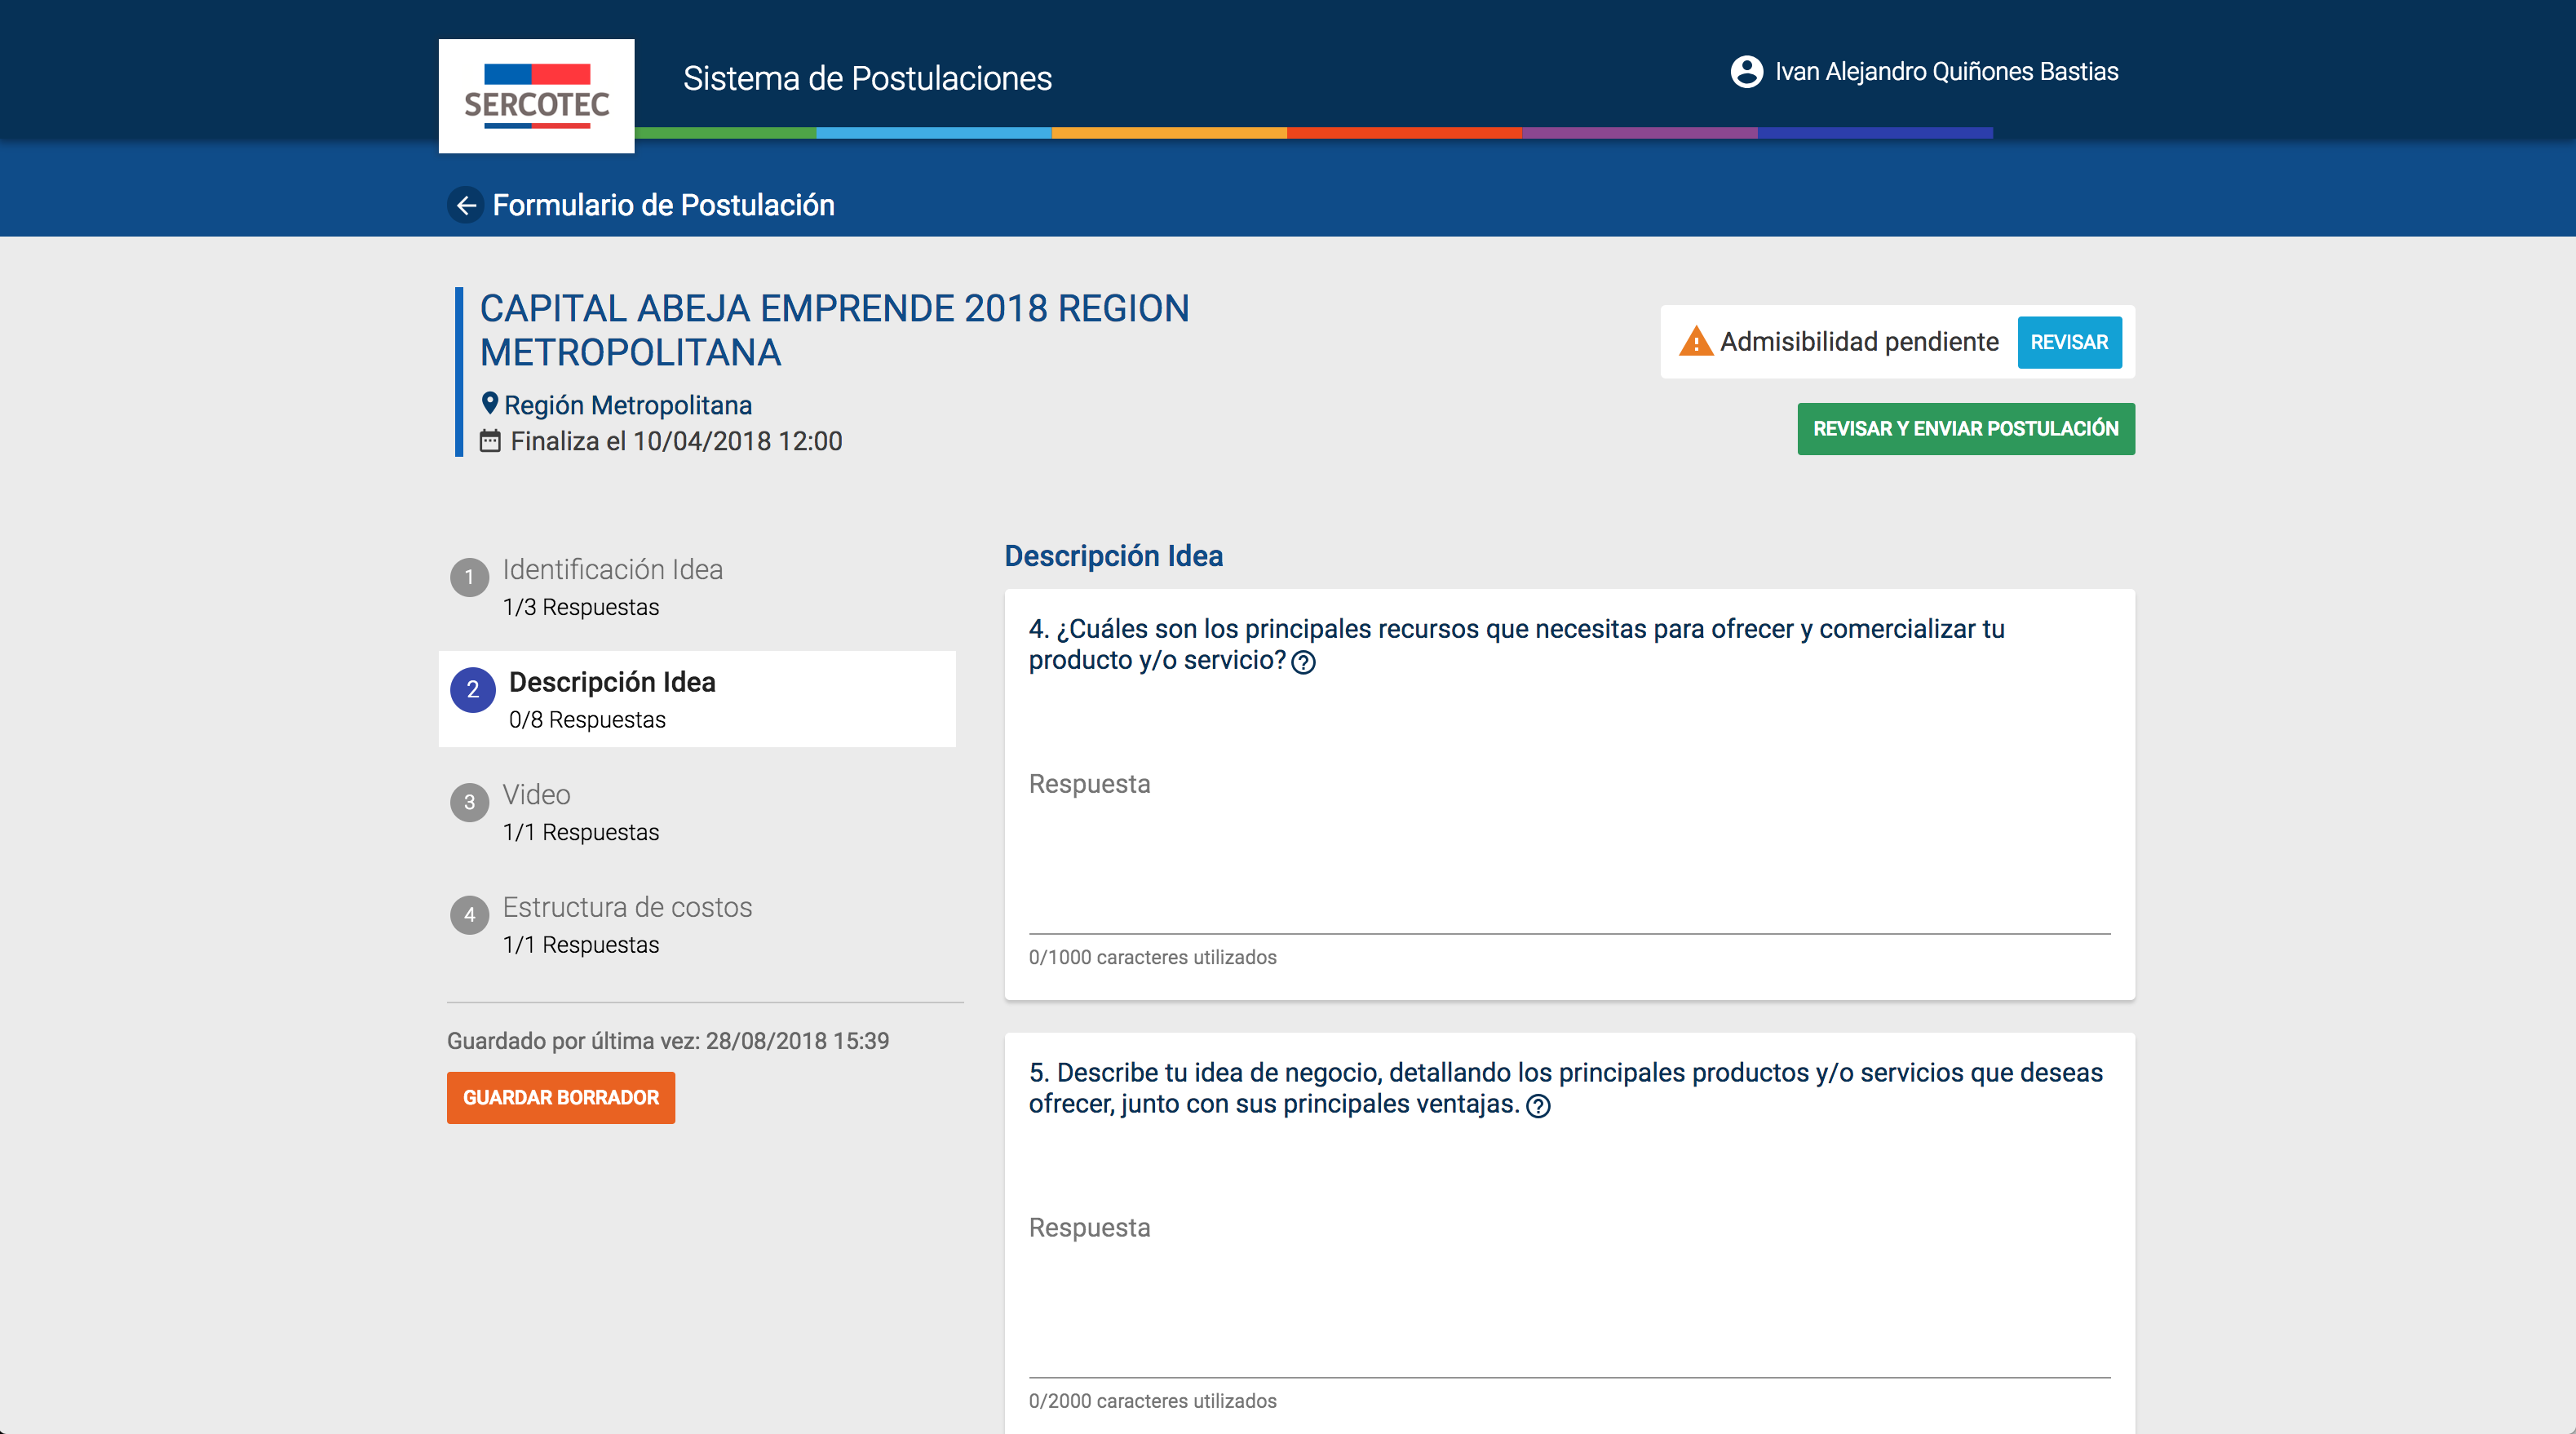 SERCOTEC
Sistema de Postulaciones
Ivan Alejandro Quiñones Bastias
Formulario de Postulación
CAPITAL ABEJA EMPRENDE 2018 REGION
METROPOLITANA
Región Metropolitana
Finaliza el 10/04/2018 12:00
Admisibilidad pendiente
REVISAR
REVISAR Y ENVIAR POSTULACIÓN
1
Identificación Idea
1/3 Respuestas
2
Descripción Idea
0/8 Respuestas
3
Video
1/1 Respuestas
4
Estructura de costos
1/1 Respuestas
Guardado por última vez: 28/08/2018 15:39
GUARDAR BORRADOR
Descripción Idea
4. ¿Cuáles son los principales recursos que necesitas para ofrecer y comercializar tu
producto y/o servicio? ?
Respuesta
0/1000 caracteres utilizados
5. Describe tu idea de negocio, detallando los principales productos y/o servicios que deseas
ofrecer, junto con sus principales ventajas. ?
Respuesta
0/2000 caracteres utilizados